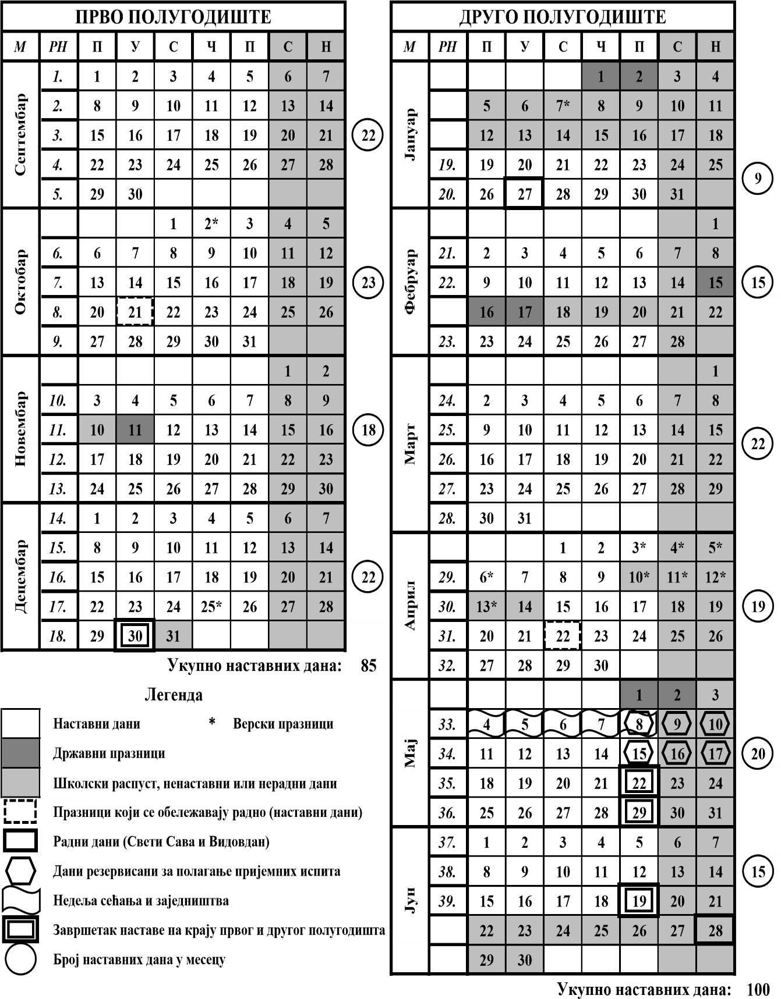 ПРВО ПОЛУГОДИШТЕ
М РН П У С Ч П С Н
Септембар
1. 1 2 3 4 5 6 7
2. 8 9 10 11 12 13 14
3. 15 16 17 18 19 20 21
4. 22 23 24 25 26 27 28
5. 29 30
22
Октобар
1 2* 3 4 5
6. 6 7 8 9 10 11 12
7. 13 14 15 16 17 18 19
8. 20 21 22 23 24 25 26
9. 27 28 29 30 31
23
Новембар
1 2
10. 3 4 5 6 7 8 9
11. 10 11 12 13 14 15 16
12. 17 18 19 20 21 22 23
13. 24 25 26 27 28 29 30
18
Децембар
14. 1 2 3 4 5 6 7
15. 8 9 10 11 12 13 14
16. 15 16 17 18 19 20 21
17. 22 23 24 25* 26 27 28
18. 29 30 31
22
Укупно наставних дана: 85
Легенда
Наставни дани * Верски празници
Државни празници
Школски распуст, ненаставни или нерадни дани
Празници који се обележавају радно (наставни дани)
Радни дани (Свети Сава и Видовдан)
Дани резервисани за полагање пријемних испита
Недеља сећања и заједништва
Завршетак наставе на крају првог и другог полугодишта
Број наставних дана у месецу
ДРУГО ПОЛУГОДИШТЕ
М РН П У С Ч П С Н
Јануар
1 2 3 4
5 6 7* 8 9 10 11
12 13 14 15 16 17 18
19. 19 20 21 22 23 24 25
20. 26 27 28 29 30 31
9
Фебруар
1
21. 2 3 4 5 6 7 8
22. 9 10 11 12 13 14 15
16 17 18 19 20 21 22
23. 23 24 25 26 27 28
15
Март
1
24. 2 3 4 5 6 7 8
25. 9 10 11 12 13 14 15
26. 16 17 18 19 20 21 22
27. 23 24 25 26 27 28 29
28. 30 31
22
Април
1 2 3* 4* 5*
29. 6* 7 8 9 10* 11* 12*
30. 13* 14 15 16 17 18 19
31. 20 21 22 23 24 25 26
32. 27 28 29 30
19
Мај
1 2 3
33. 4 5 6 7 8 9 10
34. 11 12 13 14 15 16 17
35. 18 19 20 21 22 23 24
36. 25 26 27 28 29 30 31
20
Јун
37. 1 2 3 4 5 6 7
38. 8 9 10 11 12 13 14
39. 15 16 17 18 19 20 21
22 23 24 25 26 27 28
29 30
15
Укупно наставних дана: 100